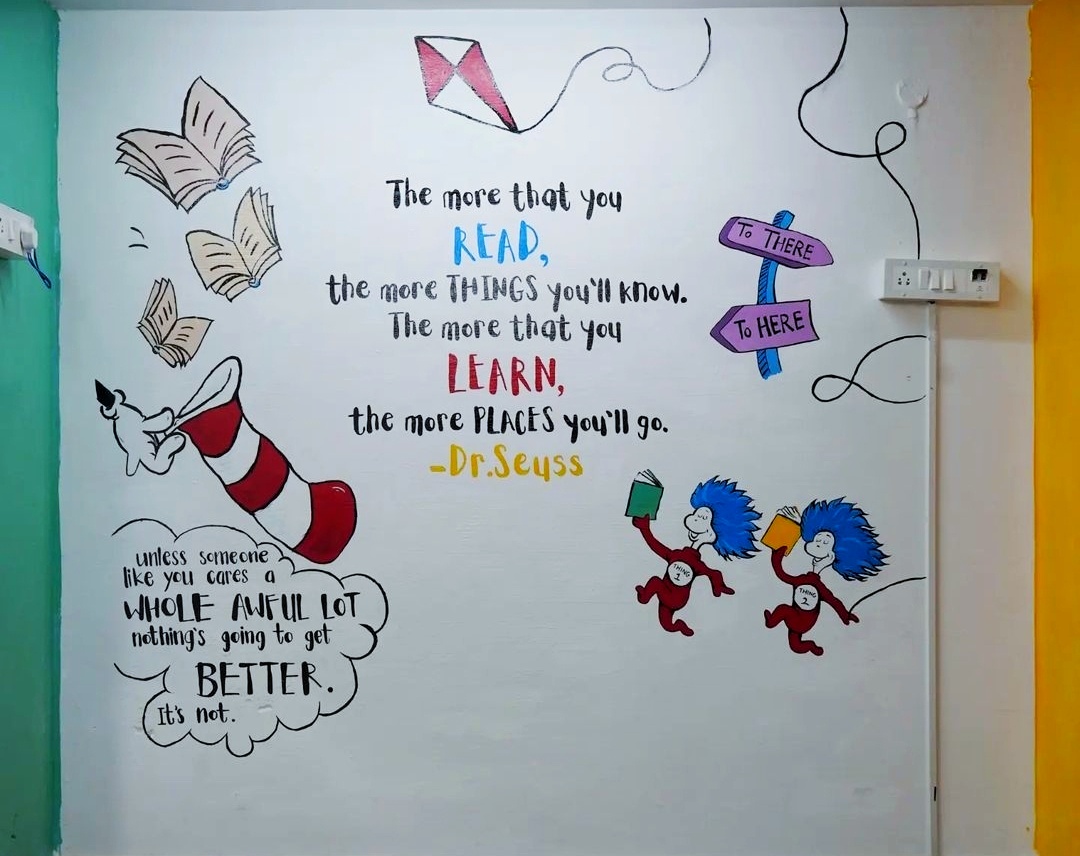 The more that you
READ,
the more THINGS you'll know.
The more that you
LEARN,
the more PLACES you'll go.
-Dr.Seuss
To THERE
To HERE
THING
1
THING
2
unless someone
like you cares a
WHOLE AWFUL LOT
nothing's going to get
BETTER.
It's not.